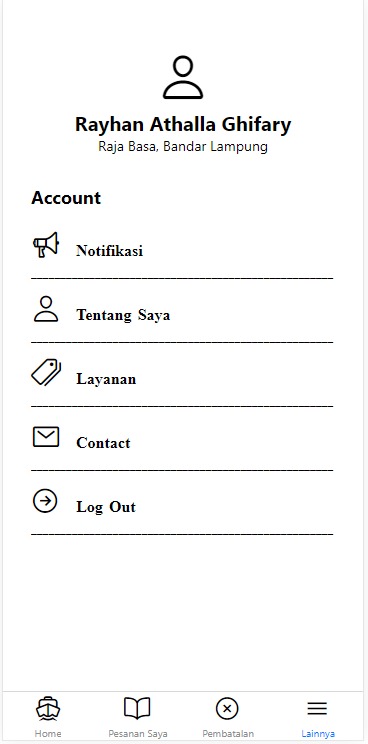 Rayhan Athalla Ghifary
Raja Basa, Bandar Lampung
Account
Notifikasi
Tentang Saya
Layanan
Contact
Log Out
Home
Pesanan Saya
Pembatalan
Lainnya